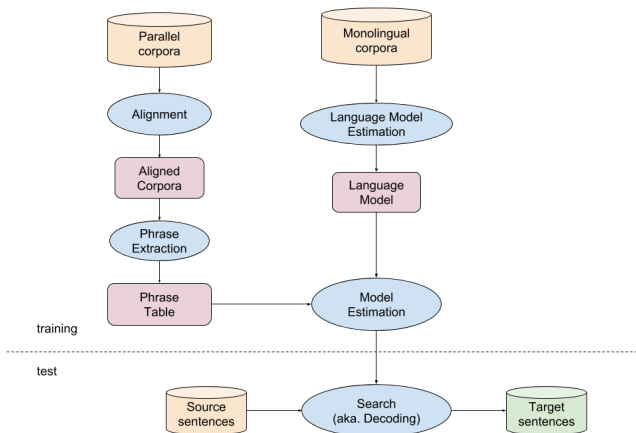 Parallel
corpora
Monolingual
corpora
Alignment
Language Model
Estimation
Aligned
Corpora
Language
Model
Phrase
Extraction
Phrase
Table
Model
Estimation
training
test
Source
sentences
Search
(aka. Decoding)
Target
sentences